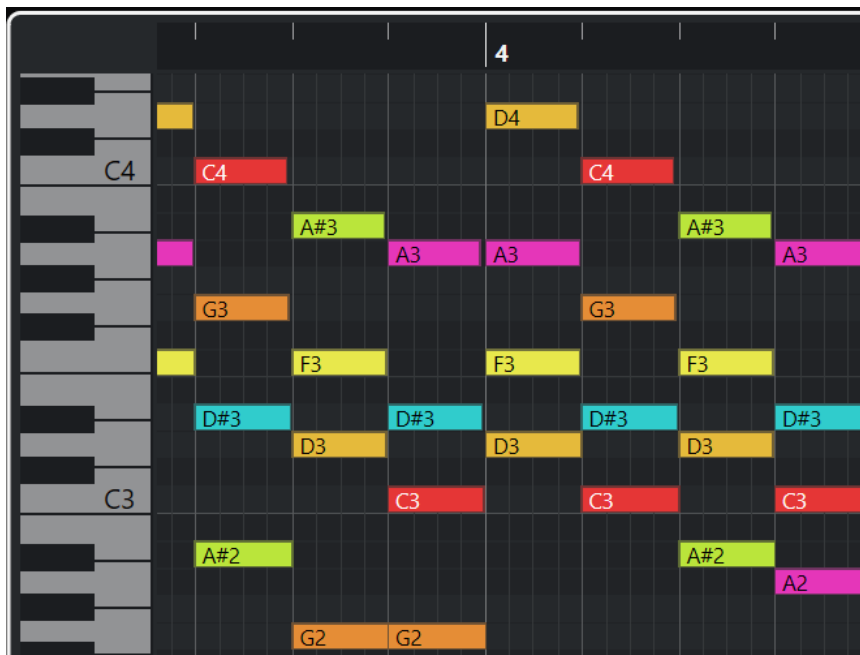 4
D4
C4 C4 C4
A#3 A#3
A3 A3 A3
G3 G3
F3 F3 F3
D#3 D#3 D#3 D#3
D3 D3 D3
C3 C3 C3 C3
A#2 A#2
A2
G2 G2